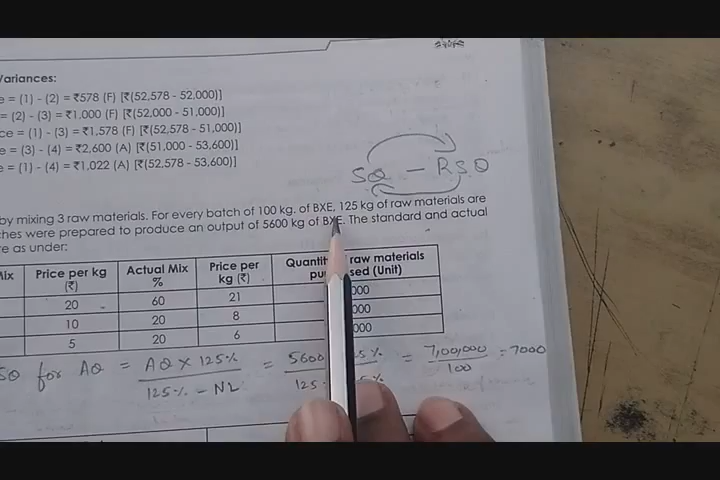 Variances:
e = (1) - (2) = ₹578 (F) [₹(52,578 - 52,000)]
= (2) - (3) = ₹1,000 (F) [₹(52,000 - 51,000)]
ce = (1) - (3) = ₹1,578 (F) [₹(52,578 - 51,000)]
e = (3) - (4) = ₹2,600 (A) [₹(51,000 - 53,600)]
e = (1) - (4) = ₹1,022 (A) [₹(52,578 - 53,600)]
SQ — RSQ
by mixing 3 raw materials. For every batch of 100 kg. of BXE, 125 kg of raw materials are
ches were prepared to produce an output of 5600 kg of BXE. The standard and actual
re as under:
Mix Price per kg (₹) Actual Mix % Price per kg (₹) raw materials
20 60 21 000
10 20 8 000
5 20 6 000
SQ for AQ = AQ × 125% / 125% - NL = 5600 5% / 125 5% = 7,00,000 / 100 = 7000